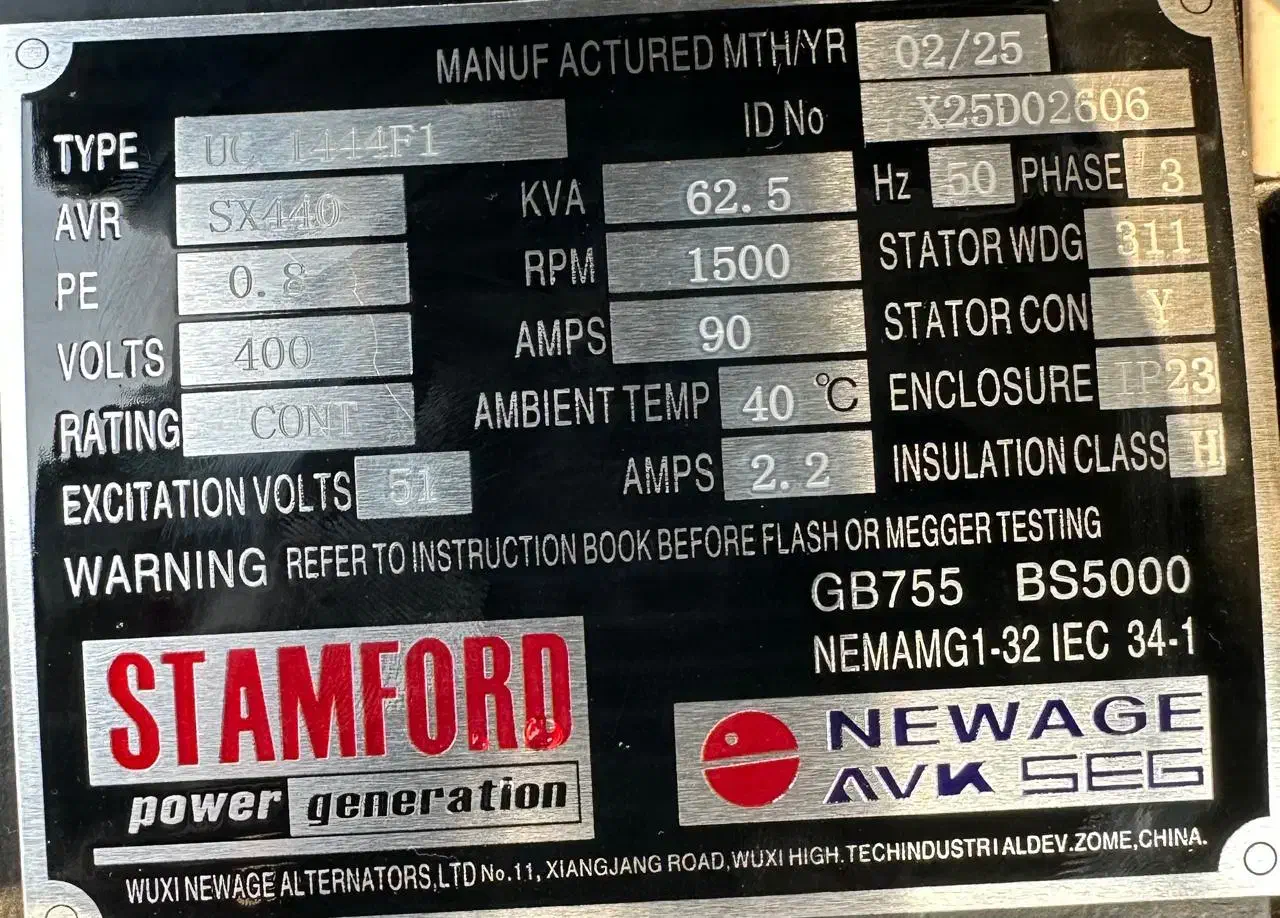 MANUF ACTURED MTH/YR 02/25
ID No X25D02606
TYPE UC 1444F1
AVR SX440 KVA 62.5 Hz 50 PHASE 3
PE 0.8 RPM 1500 STATOR WDG 311
VOLTS 400 AMPS 90 STATOR CON Y
RATING CONT AMBIENT TEMP 40 °C ENCLOSURE IP23
EXCITATION VOLTS 51 AMPS 2.2 INSULATION CLASS H
WARNING REFER TO INSTRUCTION BOOK BEFORE FLASH OR MEGGER TESTING
GB755 BS5000
NEMAMG1-32 IEC 34-1
STAMFORD
power generation
NEWAGE
AVK SEG
WUXI NEWAGE ALTERNATORS,LTD No.11, XIANGJANG ROAD,WUXI HIGH.TECHINDUSTRIALDEV.ZOME,CHINA.